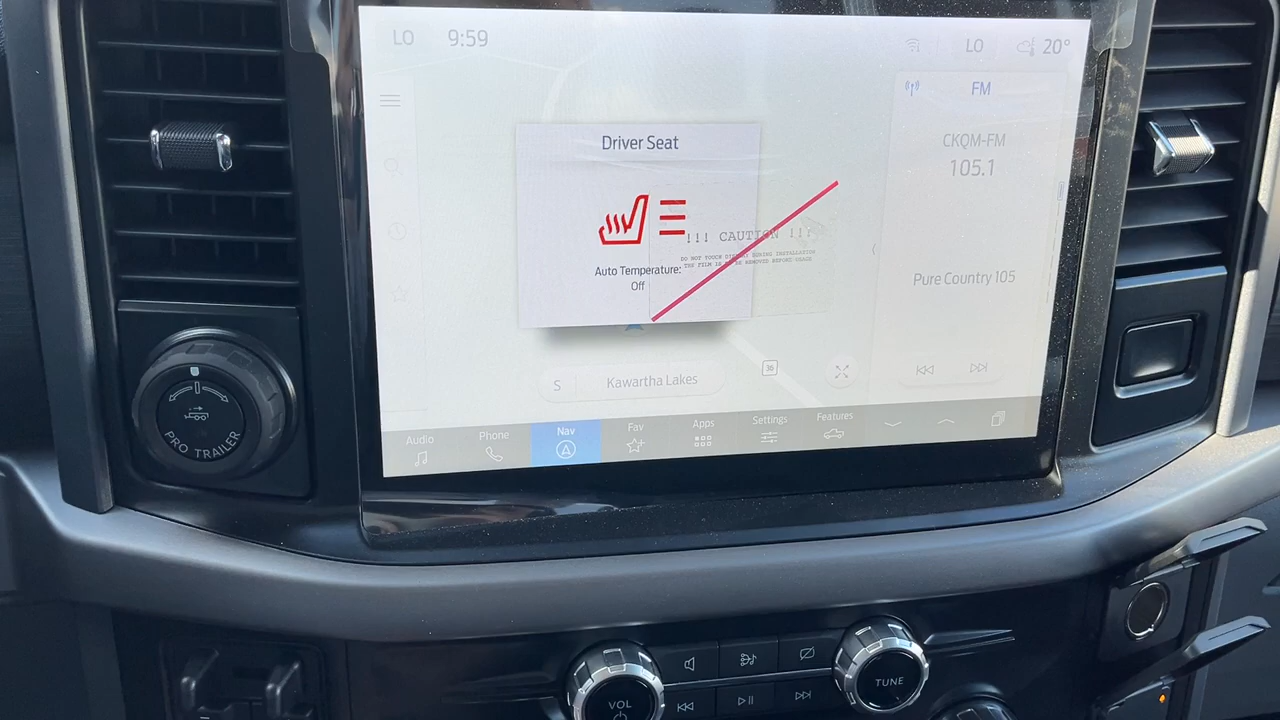 LO 9:59 LO 20°
FM
Driver Seat
CKQM-FM
105.1
!!! CAUTION !!!
DO NOT TOUCH DISPLAY DURING INSTALLATION
THE FILM IS TO BE REMOVED BEFORE USAGE
Auto Temperature:
Off
Pure Country 105
S Kawartha Lakes
36
Audio Phone Nav Fav Apps Settings Features
A
PRO TRAILER
VOL
TUNE